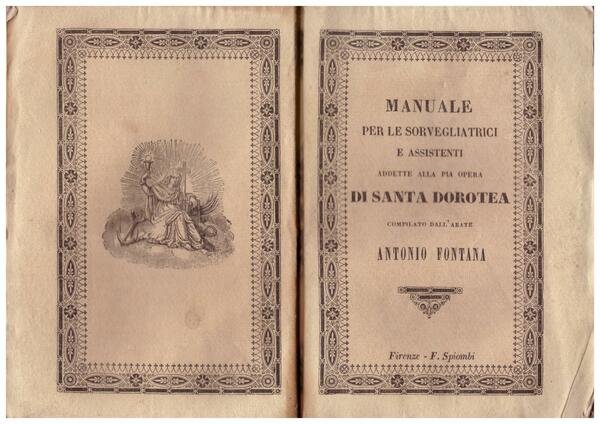 MANUALE
PER LE SORVEGLIATRICI
E ASSISTENTI
ADDETTE ALLA PIA OPERA
DI SANTA DOROTEA
COMPILATO DALL'ABATE
ANTONIO FONTANA
Firenze - F. Spiombi